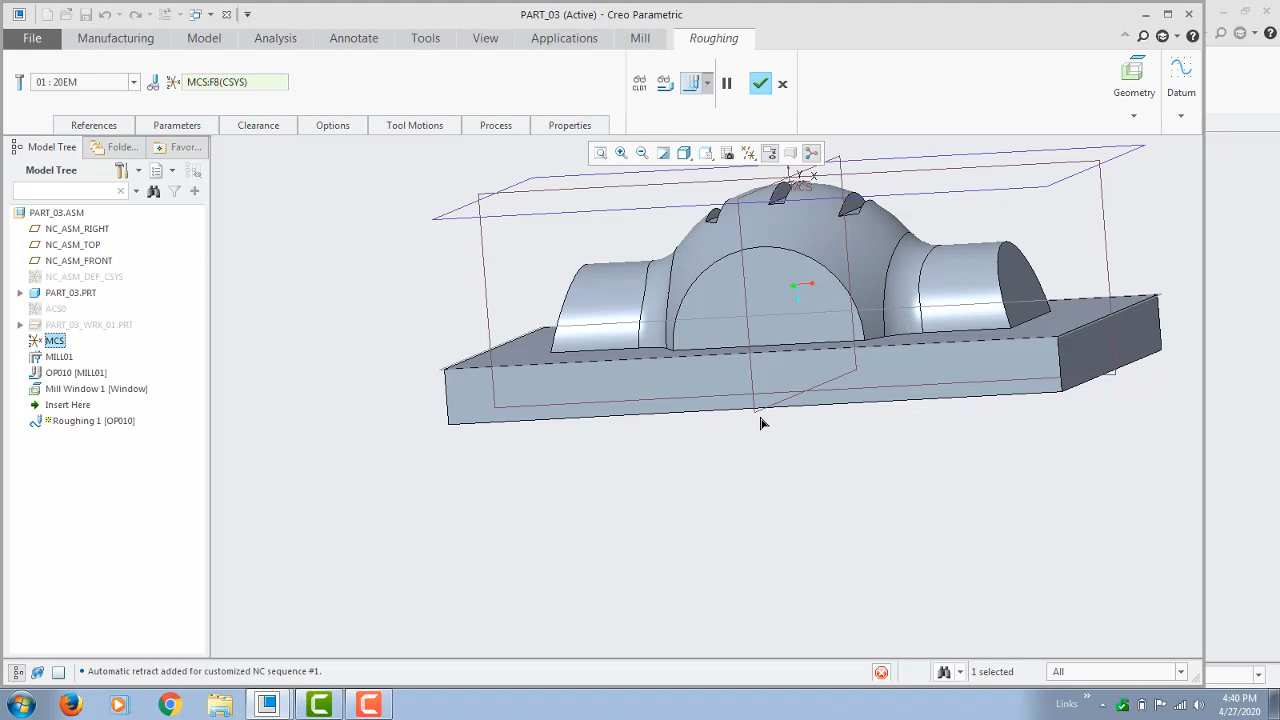 PART_03 (Active) - Creo Parametric
File
Manufacturing
Model
Analysis
Annotate
Tools
View
Applications
Mill
Roughing
01 : 20EM
MCS:F8(CSYS)
CLDT
Geometry
Datum
References
Parameters
Clearance
Options
Tool Motions
Process
Properties
Model Tree
Folde...
Favor...
Model Tree
PART_03.ASM
NC_ASM_RIGHT
NC_ASM_TOP
NC_ASM_FRONT
NC_ASM_DEF_CSYS
PART_03.PRT
ACS0
PART_03_WRK_01.PRT
MCS
MILL01
OP010 [MILL01]
Mill Window 1 [Window]
Insert Here
Roughing 1 [OP010]
Y
X
MCS
• Automatic retract added for customized NC sequence #1.
1 selected
All
Links
»
4:40 PM
4/27/2020